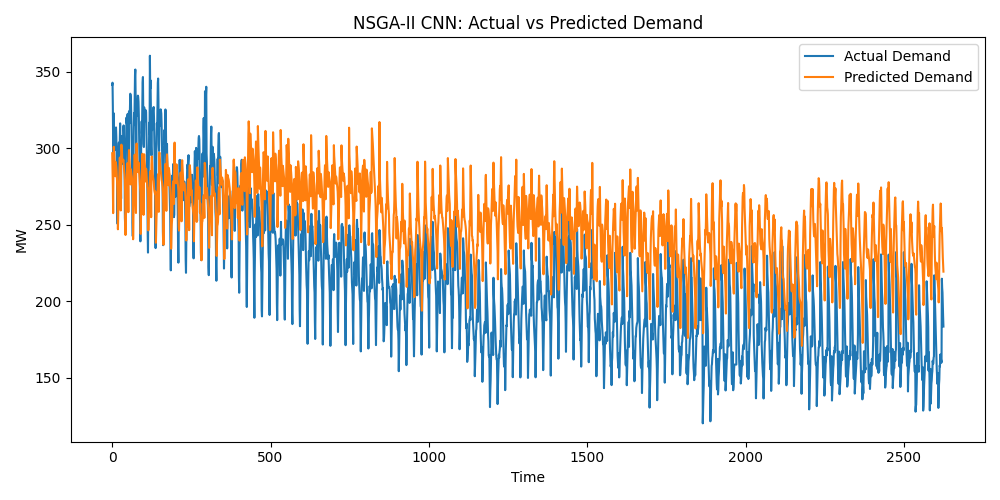 NSGA-II CNN: Actual vs Predicted Demand
Actual Demand
Predicted Demand
MW
350
300
250
200
150
0 500 1000 1500 2000 2500
Time